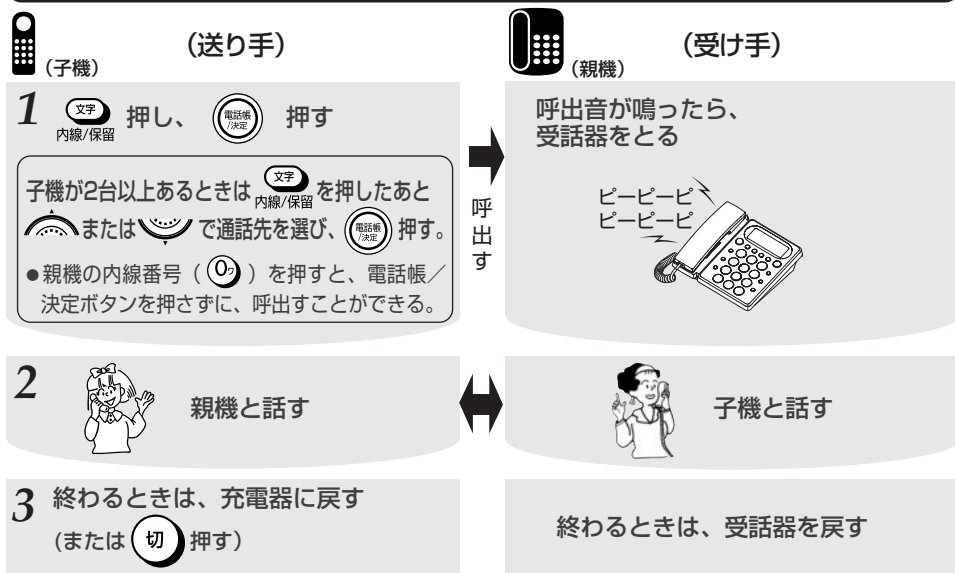 (送り手)
(子機)
1 文字 内線/保留 押し、 電話帳/決定 押す
子機が2台以上あるときは 文字 内線/保留 を押したあと
または で通話先を選び、 電話帳/決定 押す。
●親機の内線番号( 0ワ )を押すと、電話帳/
決定ボタンを押さずに、呼出すことができる。
呼出す
(受け手)
(親機)
呼出音が鳴ったら、
受話器をとる
ピーピーピ
ピーピーピ
2 親機と話す
子機と話す
3 終わるときは、充電器に戻す
(または 切 押す)
終わるときは、受話器を戻す